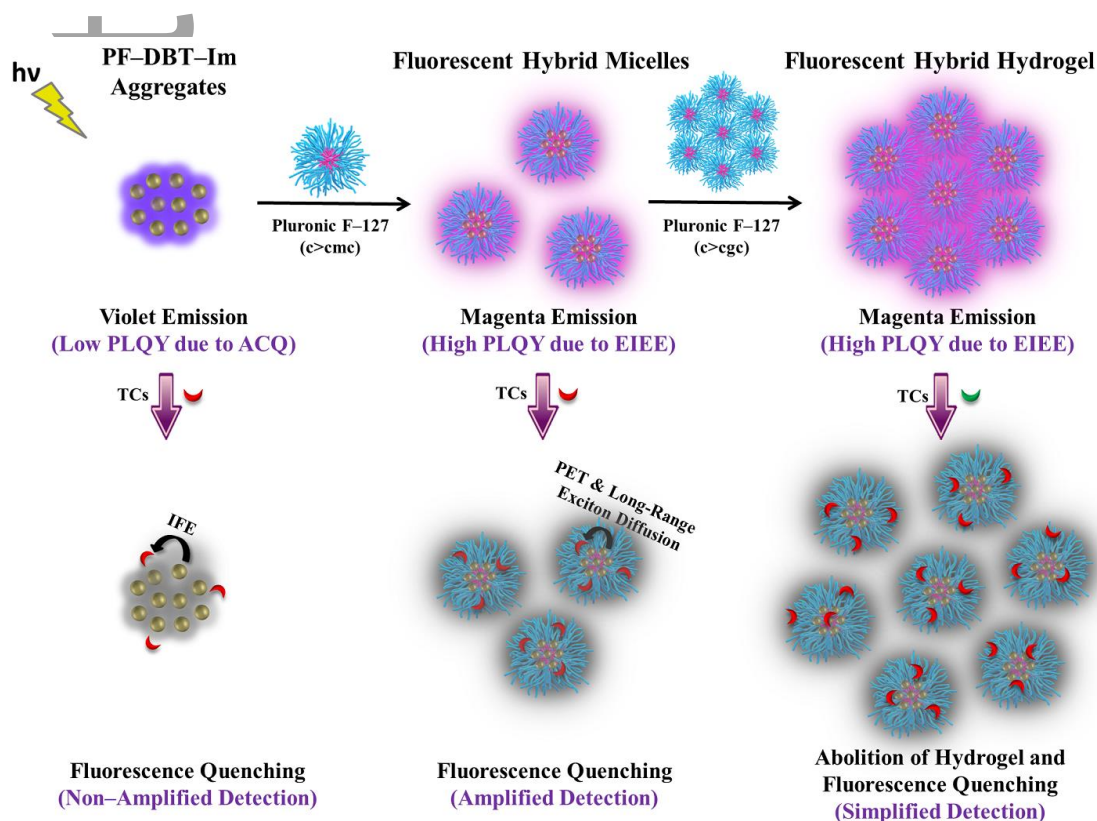 hν
PF–DBT–Im
Aggregates
Fluorescent Hybrid Micelles
Fluorescent Hybrid Hydrogel
Pluronic F–127
(c>cmc)
Pluronic F–127
(c>cgc)
Violet Emission
(Low PLQY due to ACQ)
Magenta Emission
(High PLQY due to EIEE)
Magenta Emission
(High PLQY due to EIEE)
TCs
TCs
TCs
IFE
PET & Long-Range
Exciton Diffusion
Fluorescence Quenching
(Non–Amplified Detection)
Fluorescence Quenching
(Amplified Detection)
Abolition of Hydrogel and
Fluorescence Quenching
(Simplified Detection)